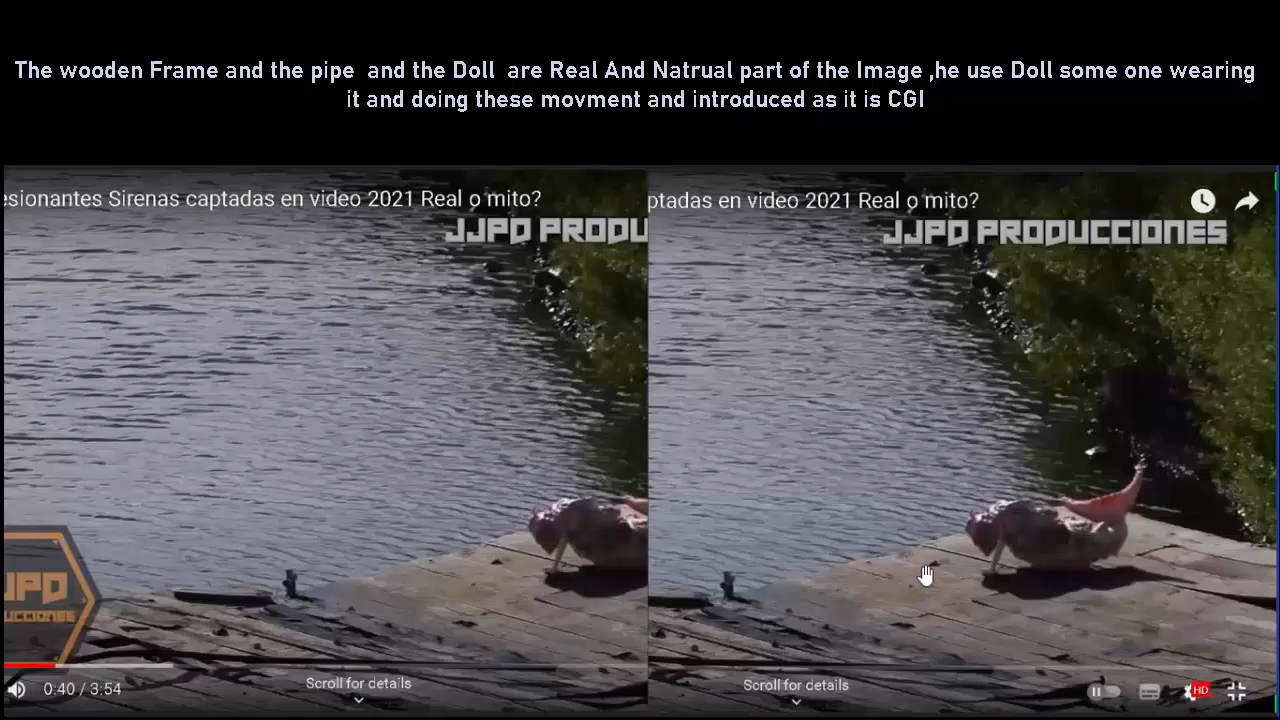 The wooden Frame and the pipe  and the Doll  are Real And Natrual part of the Image ,he use Doll some one wearing
it and doing these movment and introduced as it is CGI
esionantes Sirenas captadas en video 2021 Real o mito?
ptadas en video 2021 Real o mito?
JJPD PRODU
JJPD PRODUCCIONES
JPD
UCCIONES
0:40 / 3:54
Scroll for details
Scroll for details
HD